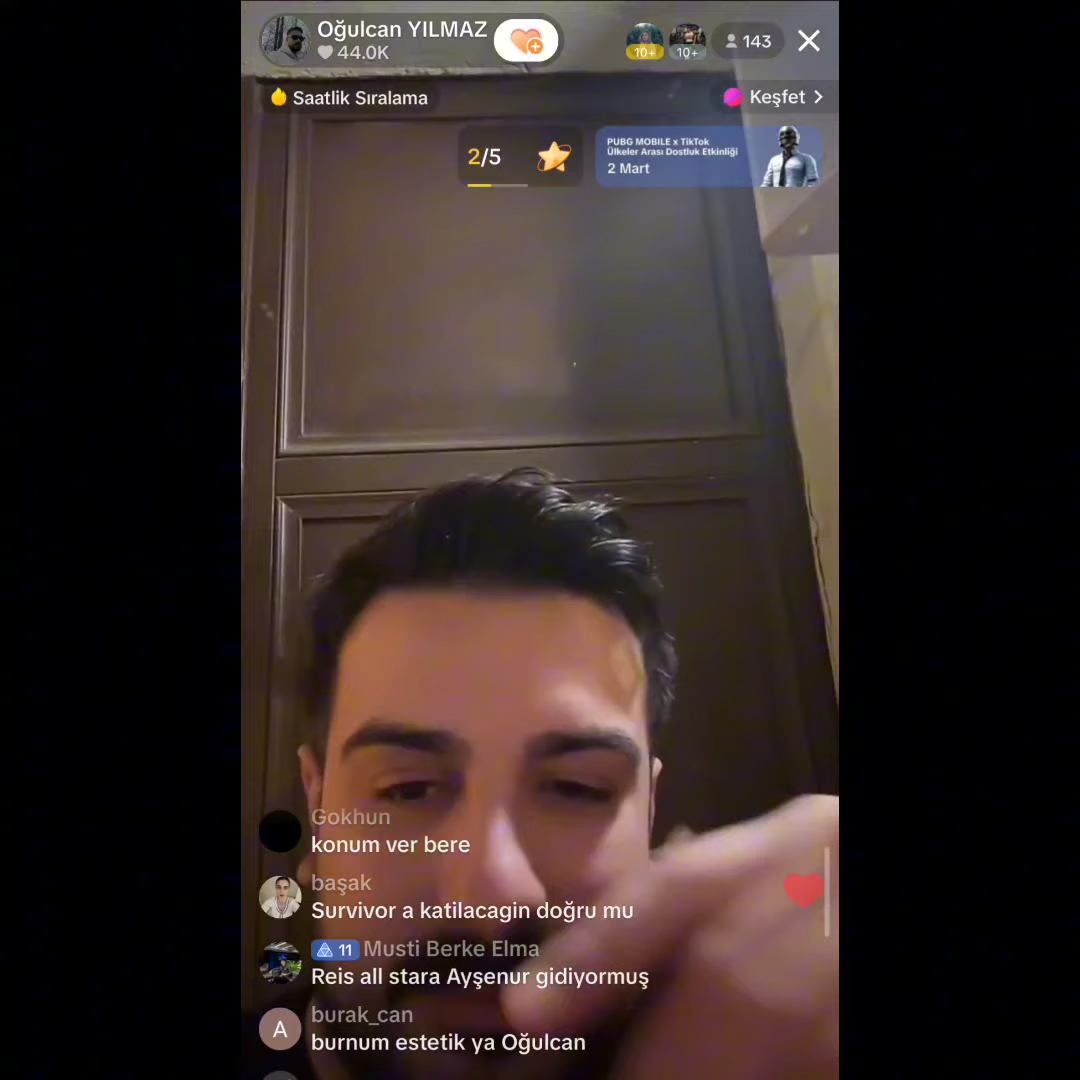 Oğulcan YILMAZ
44.0K
10+
10+
143
Saatlik Sıralama
Keşfet
2/5
PUBG MOBILE x TikTok
Ülkeler Arası Dostluk Etkinliği
2 Mart
Gokhun
konum ver bere
başak
Survivor a katilacagin doğru mu
11 Musti Berke Elma
Reis all stara Ayşenur gidiyormuş
A
burak_can
burnum estetik ya Oğulcan